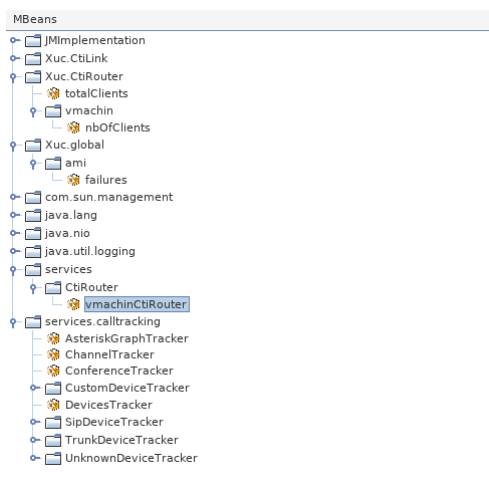 MBeans
JMImplementation
Xuc.CtiLink
Xuc.CtiRouter
totalClients
vmachin
nbOfClients
Xuc.global
ami
failures
com.sun.management
java.lang
java.nio
java.util.logging
services
CtiRouter
vmachinCtiRouter
services.calltracking
AsteriskGraphTracker
ChannelTracker
ConferenceTracker
CustomDeviceTracker
DevicesTracker
SipDeviceTracker
TrunkDeviceTracker
UnknownDeviceTracker